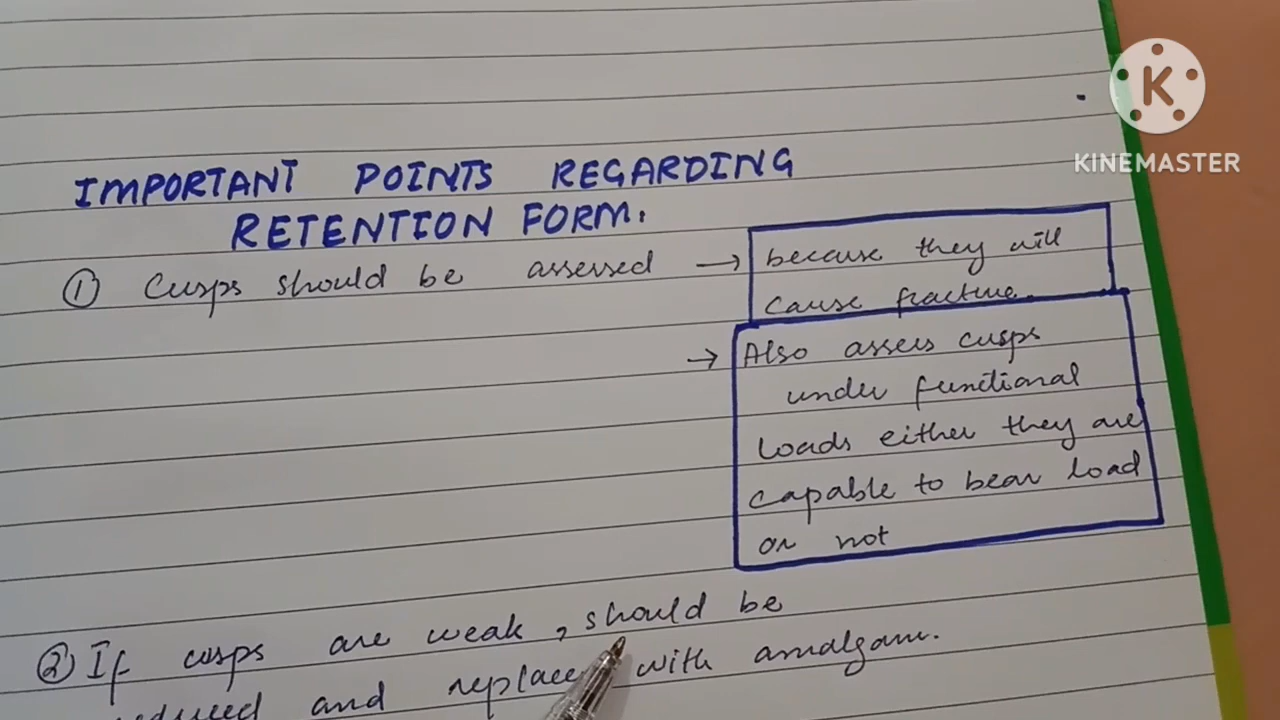 KINEMASTER
IMPORTANT POINTS REGARDING
RETENTION FORM.
① Cusps should be assessed → because they will
cause fracture.
→ Also assess cusps
under functional
loads either they are
capable to bear load
or not
② If cusps are weak, should be
reduced and replace with amalgam.